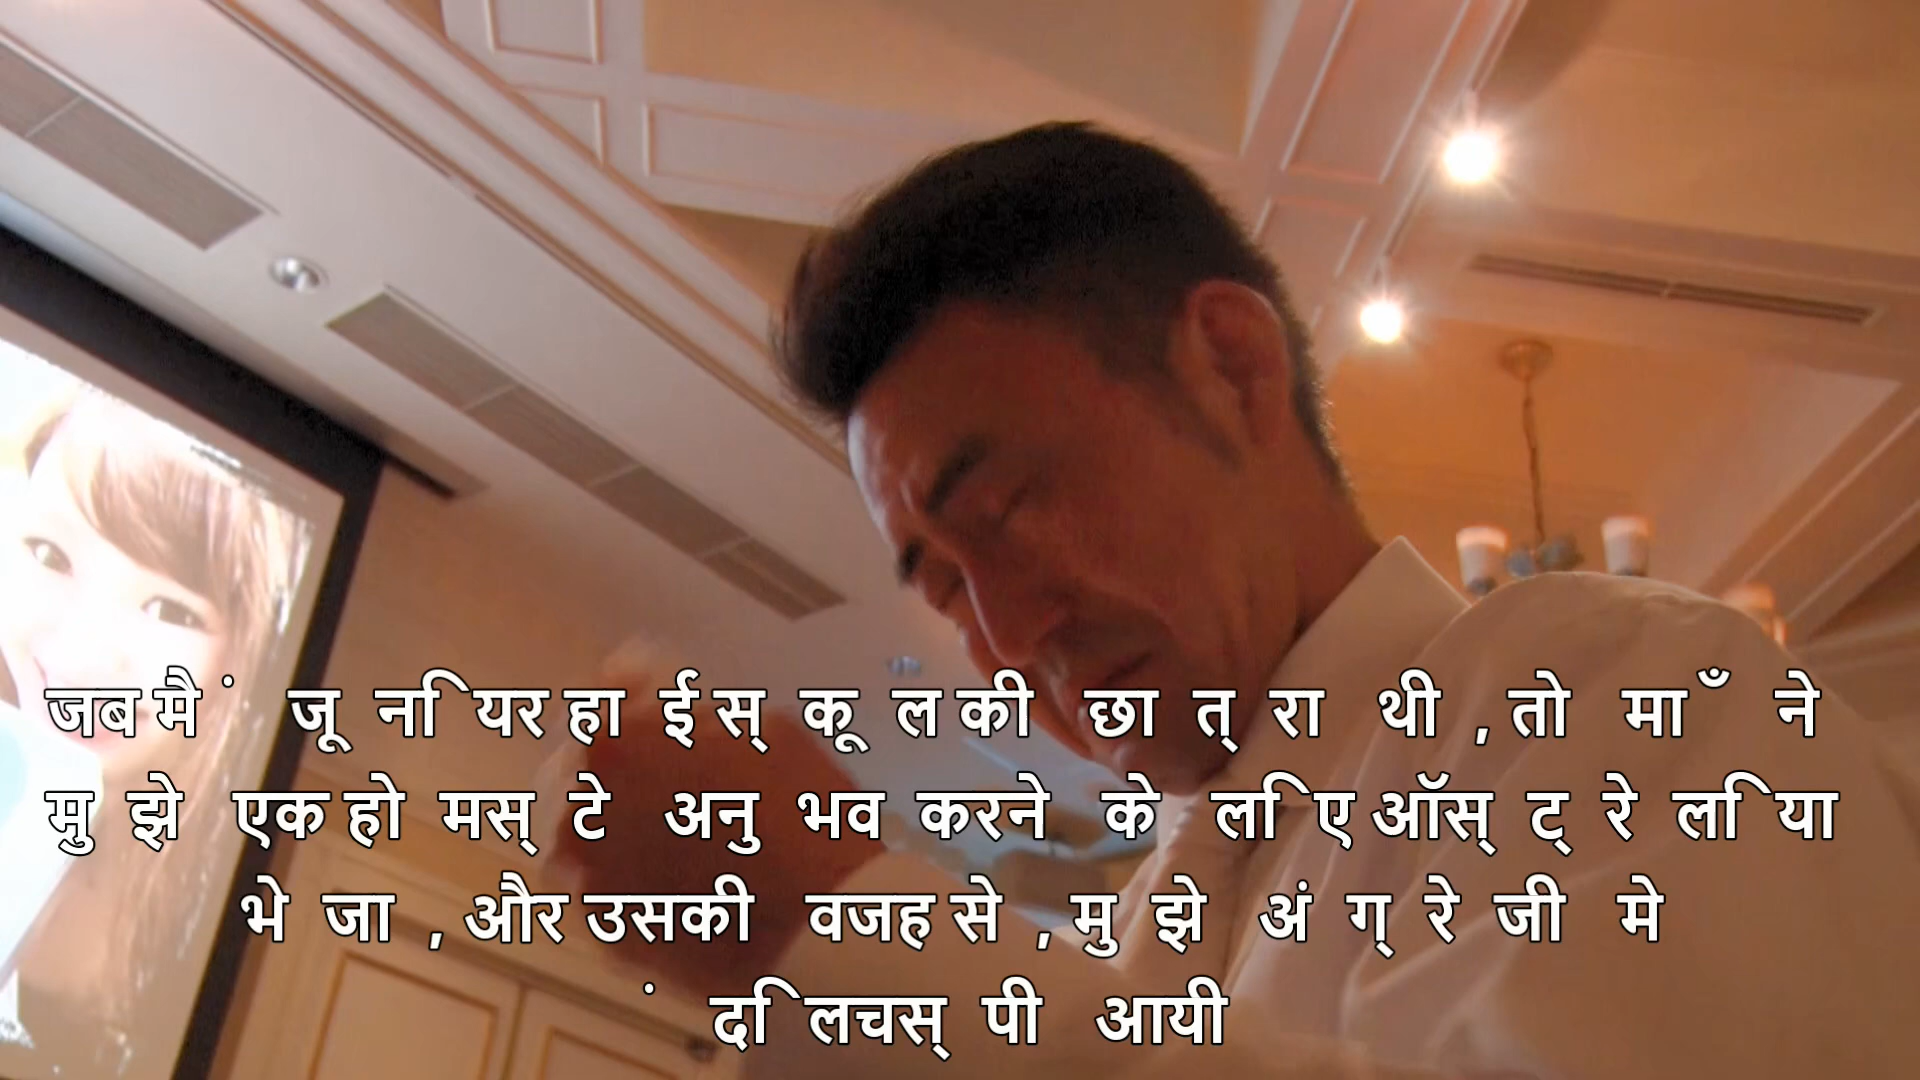 जब मैं जूनियर हाई स्कूल की छात्रा थी, तो माँ ने
मुझे एक होमस्टे अनुभव करने के लिए ऑस्ट्रेलिया
भेजा, और उसकी वजह से, मुझे अंग्रेजी मे
ं दिलचस्पी आयी